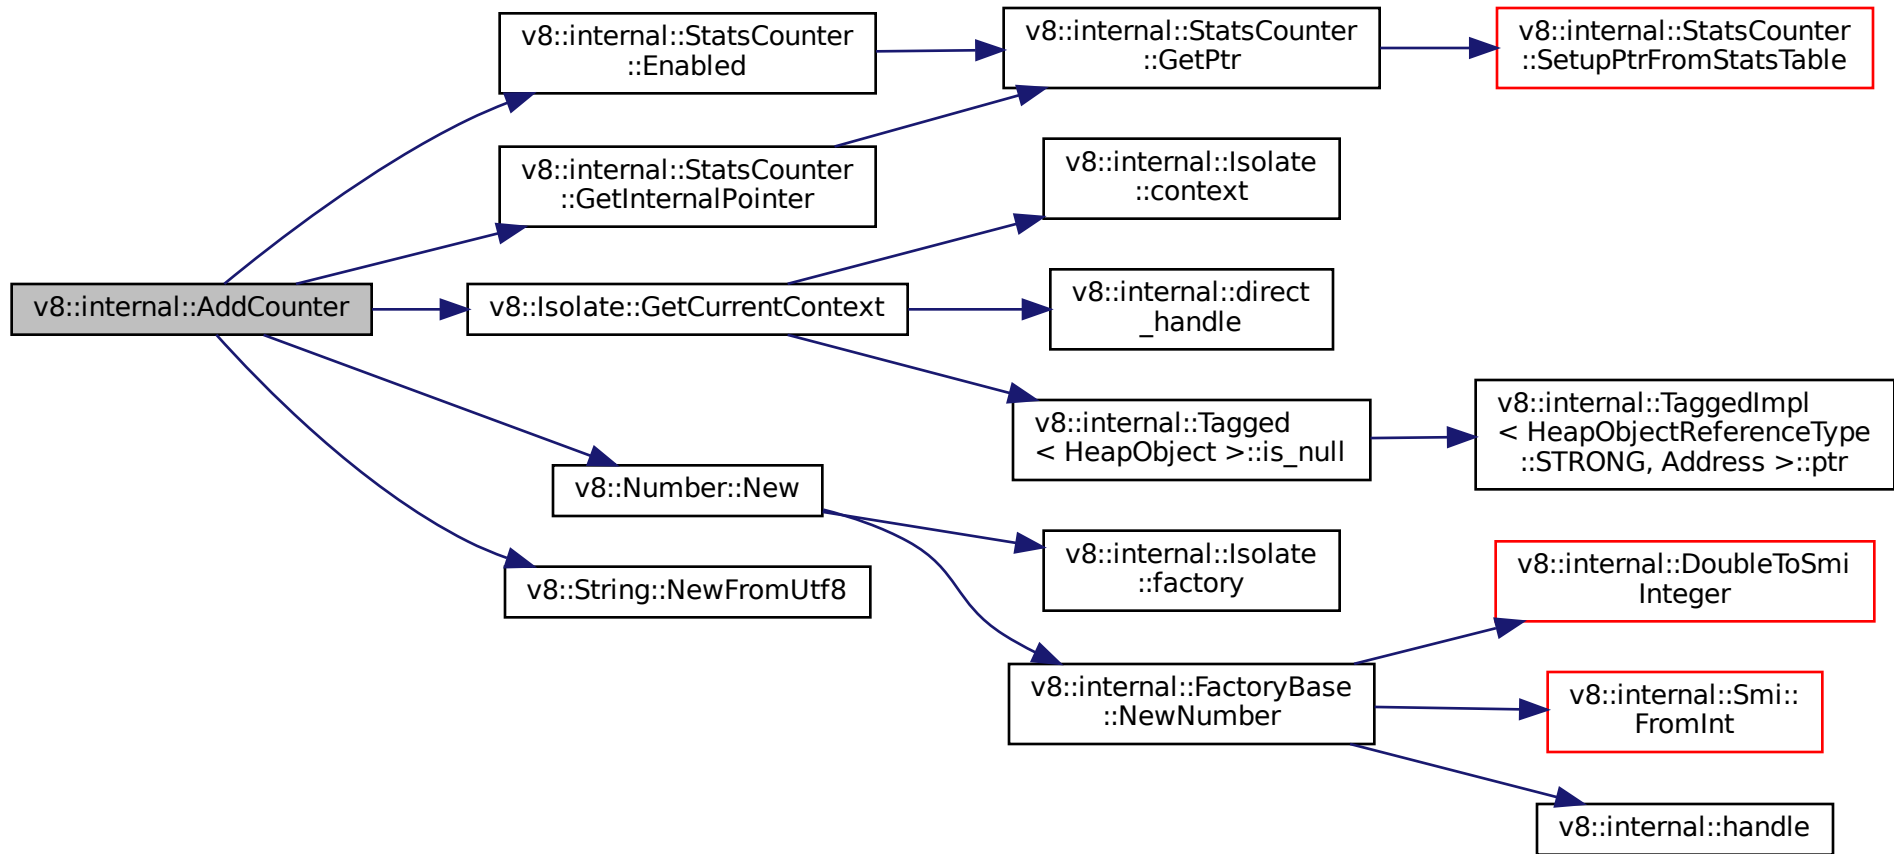 v8::internal::AddCounter
v8::internal::StatsCounter
::Enabled
v8::internal::StatsCounter
::GetPtr
v8::internal::StatsCounter
::SetupPtrFromStatsTable
v8::internal::StatsCounter
::GetInternalPointer
v8::Isolate::GetCurrentContext
v8::internal::Isolate
::context
v8::internal::direct
_handle
v8::internal::Tagged
< HeapObject >::is_null
v8::internal::TaggedImpl
< HeapObjectReferenceType
::STRONG, Address >::ptr
v8::Number::New
v8::internal::Isolate
::factory
v8::internal::FactoryBase
::NewNumber
v8::internal::DoubleToSmi
Integer
v8::internal::Smi::
FromInt
v8::internal::handle
v8::String::NewFromUtf8